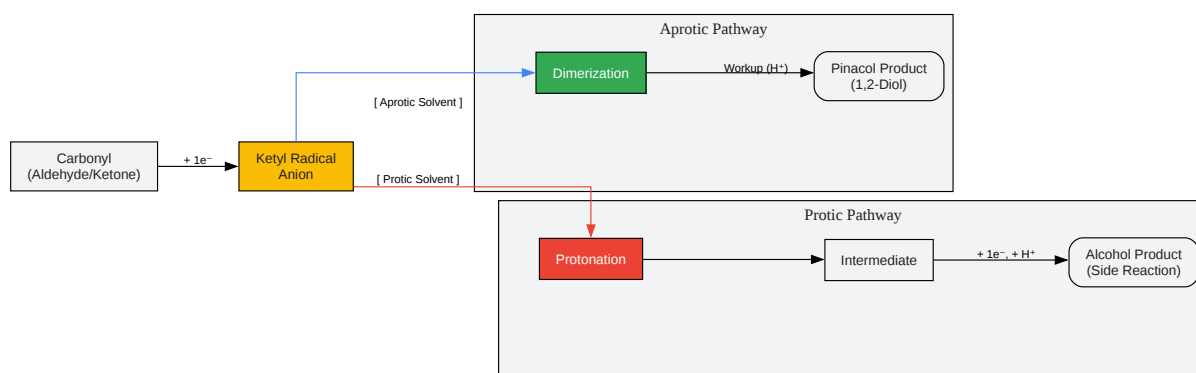 Aprotic Pathway
Dimerization
Workup (H⁺)
Pinacol Product
(1,2-Diol)
[ Aprotic Solvent ]
Carbonyl
(Aldehyde/Ketone)
+ 1e⁻
Ketyl Radical
Anion
[ Protic Solvent ]
Protic Pathway
Protonation
Intermediate
+ 1e⁻, + H⁺
Alcohol Product
(Side Reaction)